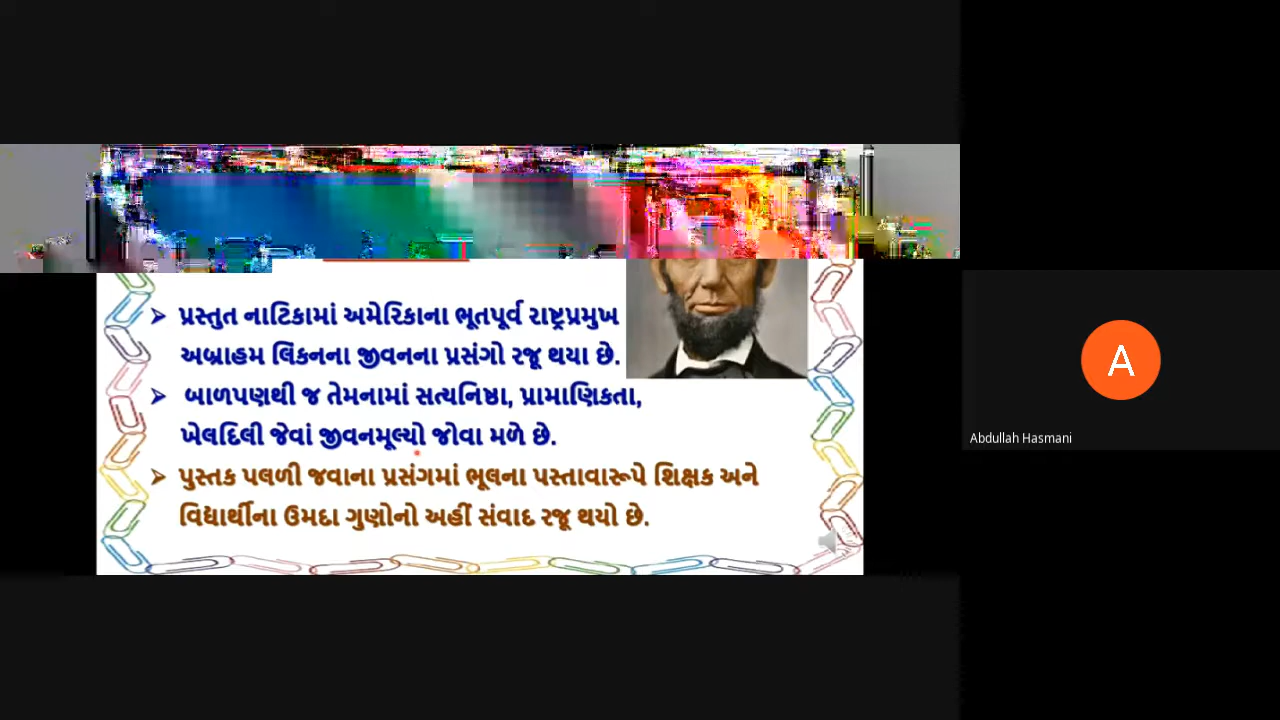 ➢ પ્રસ્તુત નાટિકામાં અમેરિકાના ભૂતપૂર્વ રાષ્ટ્રપ્રમુખ
અબ્રાહમ લિંકનના જીવનના પ્રસંગો રજૂ થયા છે.
➢ બાળપણથી જ તેમનામાં સત્યનિષ્ઠા, પ્રામાણિકતા,
ખેલદિલી જેવાં જીવનમૂલ્યો જોવા મળે છે.
➢ પુસ્તક પલળી જવાના પ્રસંગમાં ભૂલના પસ્તાવારૂપે શિક્ષક અને
વિદ્યાર્થીના ઉમદા ગુણોનો અહીં સંવાદ રજૂ થયો છે.
A
Abdullah Hasmani